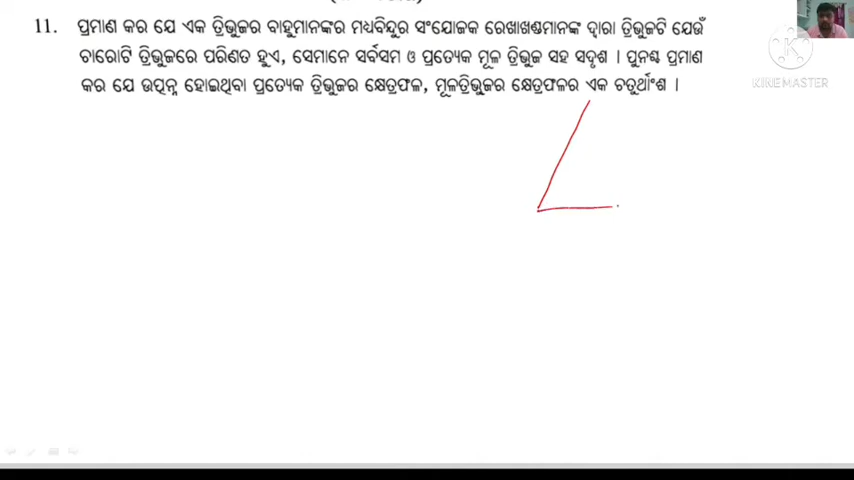 11. ପ୍ରମାଣ କର ଯେ ଏକ ତ୍ରିଭୁଜର ବାହୁମାନଙ୍କର ମଧ୍ୟବିନ୍ଦୁର ସଂଯୋଜକ ରେଖାଖଣ୍ଡମାନଙ୍କ ଦ୍ୱାରା ତ୍ରିଭୁଜଟି ଯେଉଁ
ଚାରୋଟି ତ୍ରିଭୁଜରେ ପରିଣତ ହୁଏ, ସେମାନେ ସର୍ବସମ ଓ ପ୍ରତ୍ୟେକ ମୂଳ ତ୍ରିଭୁଜ ସହ ସଦୃଶ । ପୁନଶ୍ଚ ପ୍ରମାଣ
କର ଯେ ଉତ୍ପନ୍ନ ହୋଇଥିବା ପ୍ରତ୍ୟେକ ତ୍ରିଭୁଜର କ୍ଷେତ୍ରଫଳ, ମୂଳତ୍ରିଭୁଜର କ୍ଷେତ୍ରଫଳର ଏକ ଚତୁର୍ଥାଂଶ ।
KINEMASTER